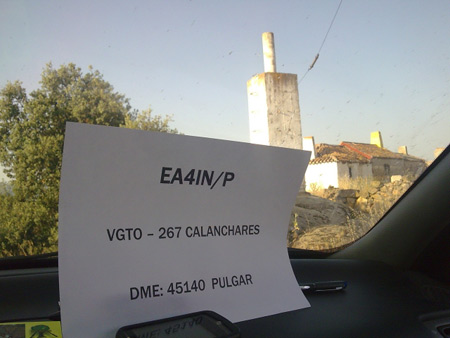 EA4IN/P
VGTO – 267 CALANCHARES
DME: 45140 PULGAR